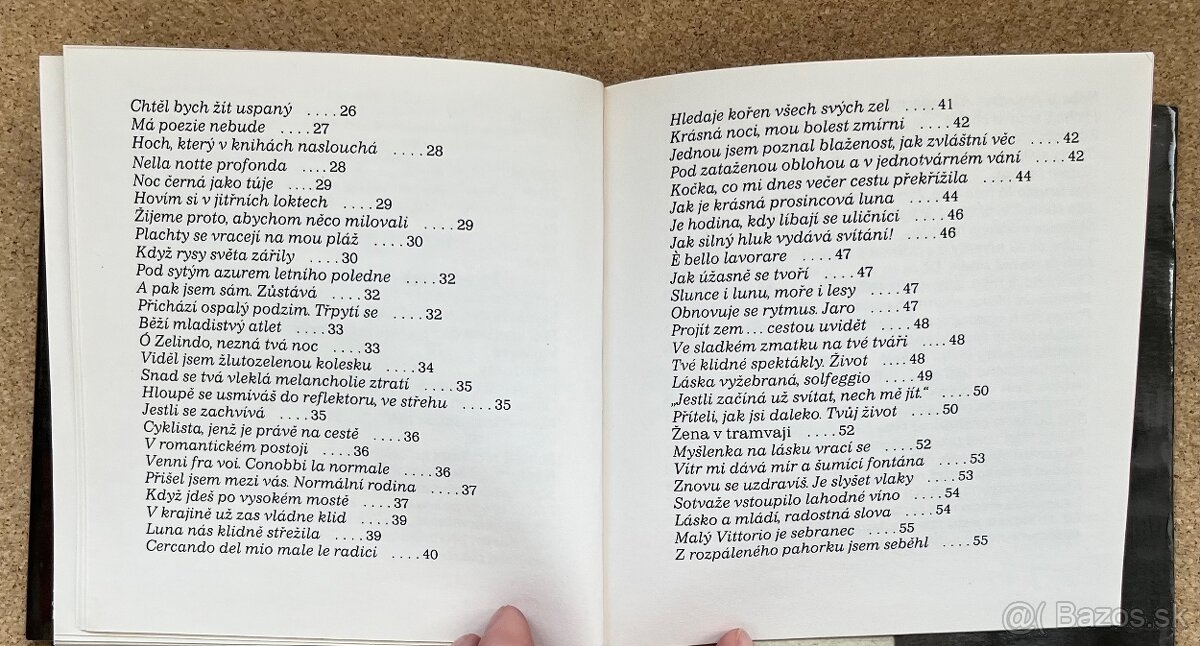 Chtěl bych žít uspaný ....26
Má poezie nebude ....27
Hoch, který v knihách naslouchá ....28
Nella notte profonda ....28
Noc černá jako túje ....29
Hovím si v jitřních loktech ....29
Žijeme proto, abychom něco milovali ....29
Plachty se vracejí na mou pláž ....30
Když rysy světa zářily ....30
Pod sytým azurem letního poledne ....32
A pak jsem sám. Zůstává ....32
Přichází ospalý podzim. Třpytí se ....32
Běží mladistvý atlet ....33
Ó Zelindo, nezná tvá noc ....33
Viděl jsem žlutozelenou kolesku ....34
Snad se tvá vleklá melancholie ztratí ....35
Hloupě se usmíváš do reflektoru, ve střehu ....35
Jestli se zachvívá ....35
Cyklista, jenž je právě na cestě ....36
V romantickém postoji ....36
Venni fra voi. Conobbi la normale ....36
Přišel jsem mezi vás. Normální rodina ....37
Když jdeš po vysokém mostě ....37
V krajině už zas vládne klid ....39
Luna nás klidně střežila ....39
Cercando del mio male le radici ....40
Hledaje kořen všech svých zel ....41
Krásná noci, mou bolest zmírni ....42
Jednou jsem poznal blaženost, jak zvláštní věc ....42
Pod zataženou oblohou a v jednotvárném vání ....42
Kočka, co mi dnes večer cestu překřížila ....44
Jak je krásná prosincová luna ....44
Je hodina, kdy líbají se uličníci ....46
Jak silný hluk vydává svítání! ....46
È bello lavorare ....47
Jak úžasně se tvoří ....47
Slunce i lunu, moře i lesy ....47
Obnovuje se rytmus. Jaro ....47
Projít zem... cestou uvidět ....48
Ve sladkém zmatku na tvé tváři ....48
Tvé klidné spektákly. Život ....48
Láska vyžebraná, solfeggio ....49
„Jestli začíná už svítat, nech mě jít.“ ....50
Příteli, jak jsi daleko. Tvůj život ....50
Žena v tramvaji ....52
Myšlenka na lásku vrací se ....52
Vítr mi dává mír a šumící fontána ....53
Znovu se uzdravíš. Je slyšet vlaky ....53
Sotvaže vstoupilo lahodné víno ....54
Lásko a mládí, radostná slova ....54
Malý Vittorio je sebranec ....55
Z rozpáleného pahorku jsem seběhl ....55
@( Bazos.sk